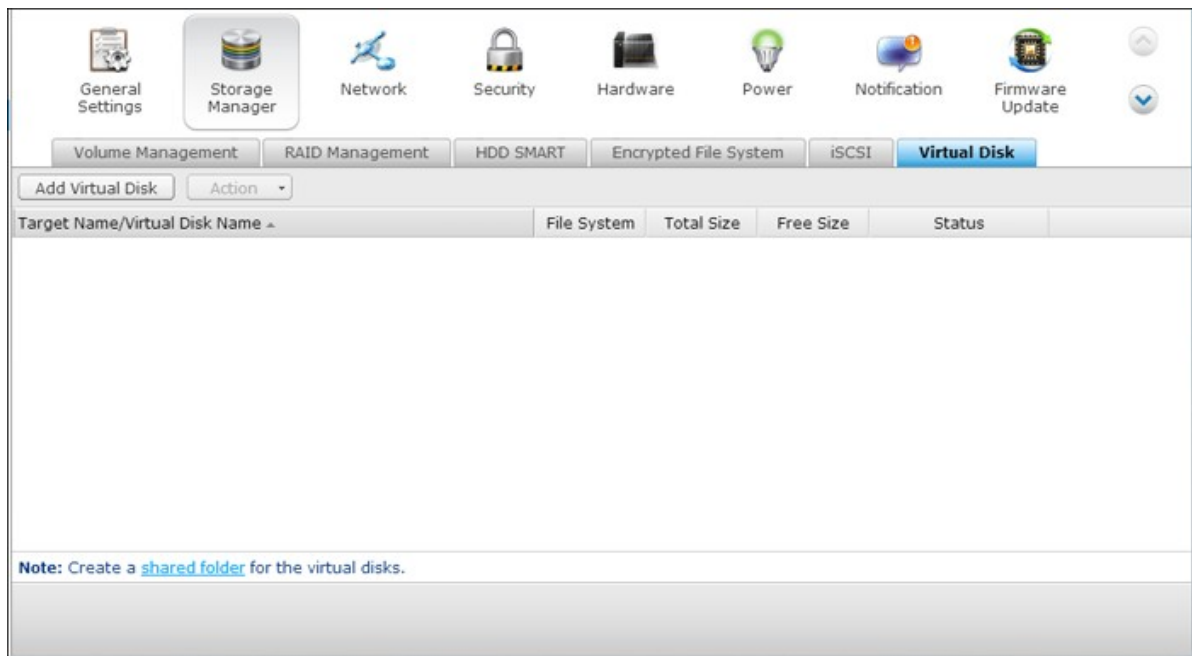 General Settings
Storage Manager
Network
Security
Hardware
Power
Notification
Firmware Update
Volume Management
RAID Management
HDD SMART
Encrypted File System
iSCSI
Virtual Disk
Add Virtual Disk
Action
Target Name/Virtual Disk Name
File System
Total Size
Free Size
Status
Note: Create a shared folder for the virtual disks.